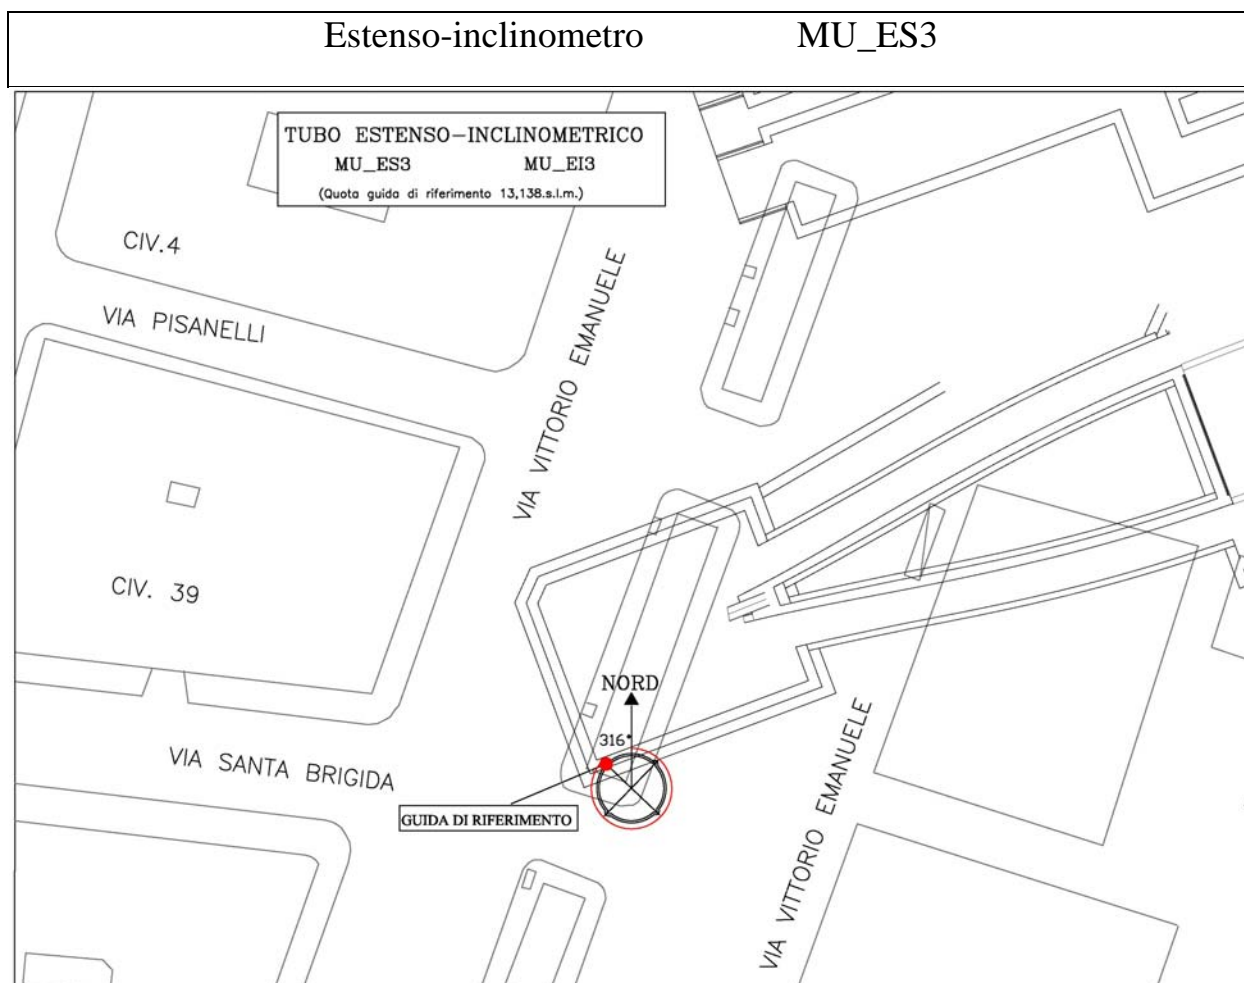 Estenso-inclinometro MU_ES3
TUBO ESTENSO-INCLINOMETRICO
MU_ES3 MU_EI3
(Quota guida di riferimento 13,138.s.l.m.)
CIV.4
VIA PISANELLI
VIA VITTORIO EMANUELE
CIV. 39
NORD
316°
VIA SANTA BRIGIDA
GUIDA DI RIFERIMENTO
VIA VITTORIO EMANUELE